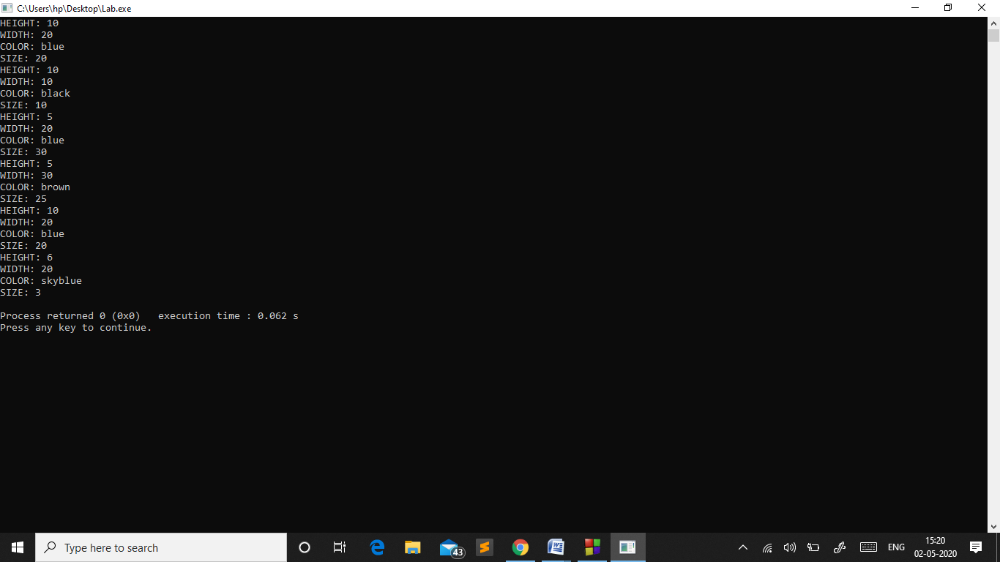 C:\Users\hp\Desktop\Lab.exe
HEIGHT: 10
WIDTH: 20
COLOR: blue
SIZE: 20
HEIGHT: 10
WIDTH: 10
COLOR: black
SIZE: 10
HEIGHT: 5
WIDTH: 20
COLOR: blue
SIZE: 30
HEIGHT: 5
WIDTH: 30
COLOR: brown
SIZE: 25
HEIGHT: 10
WIDTH: 20
COLOR: blue
SIZE: 20
HEIGHT: 6
WIDTH: 20
COLOR: skyblue
SIZE: 3
Process returned 0 (0x0)   execution time : 0.062 s
Press any key to continue.
Type here to search
43
ENG
15:20
02-05-2020